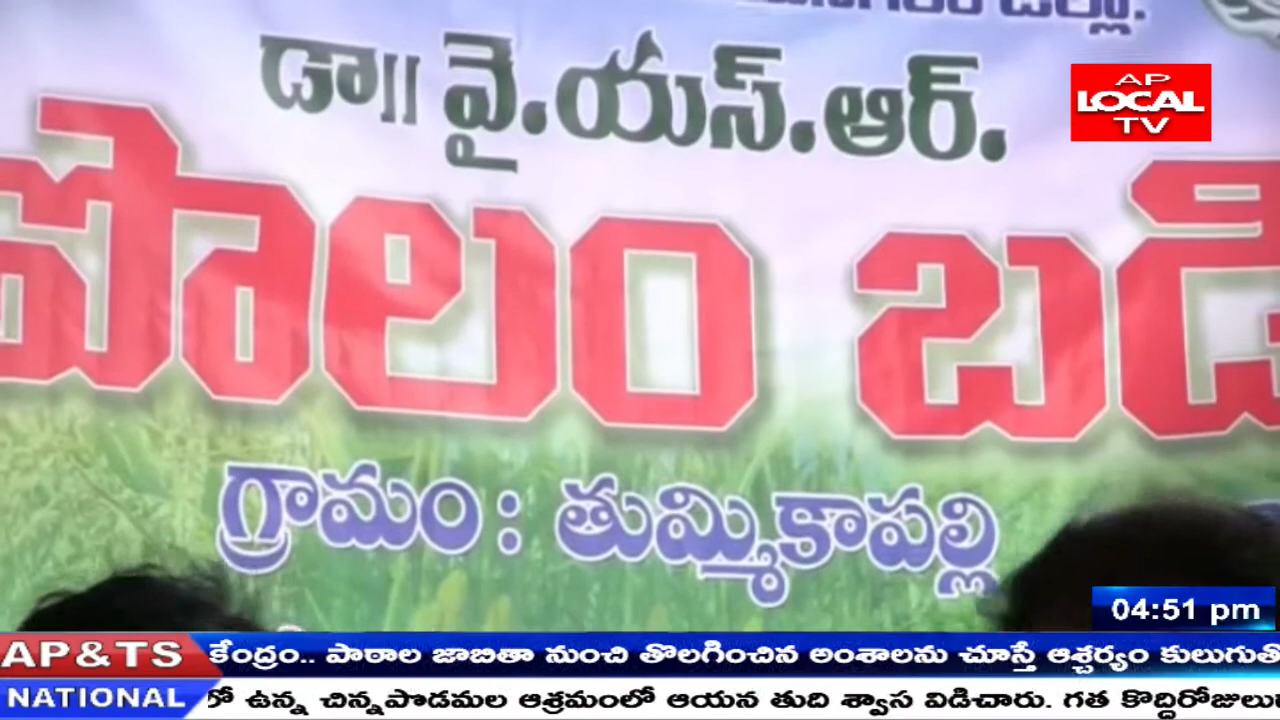 డా॥ వై.యస్.ఆర్.
AP
LOCAL
TV
పొలం బడి
గ్రామం : తుమ్మికాపల్లి
04:51 pm
AP&TS
కేంద్రం.. పాఠాల జాబితా నుంచి తొలగించిన అంశాలను చూస్తే ఆశ్చర్యం
NATIONAL
ఉన్న చిన్నపొడమల ఆశ్రమంలో ఆయన తుది శ్వాస విడిచారు. గత